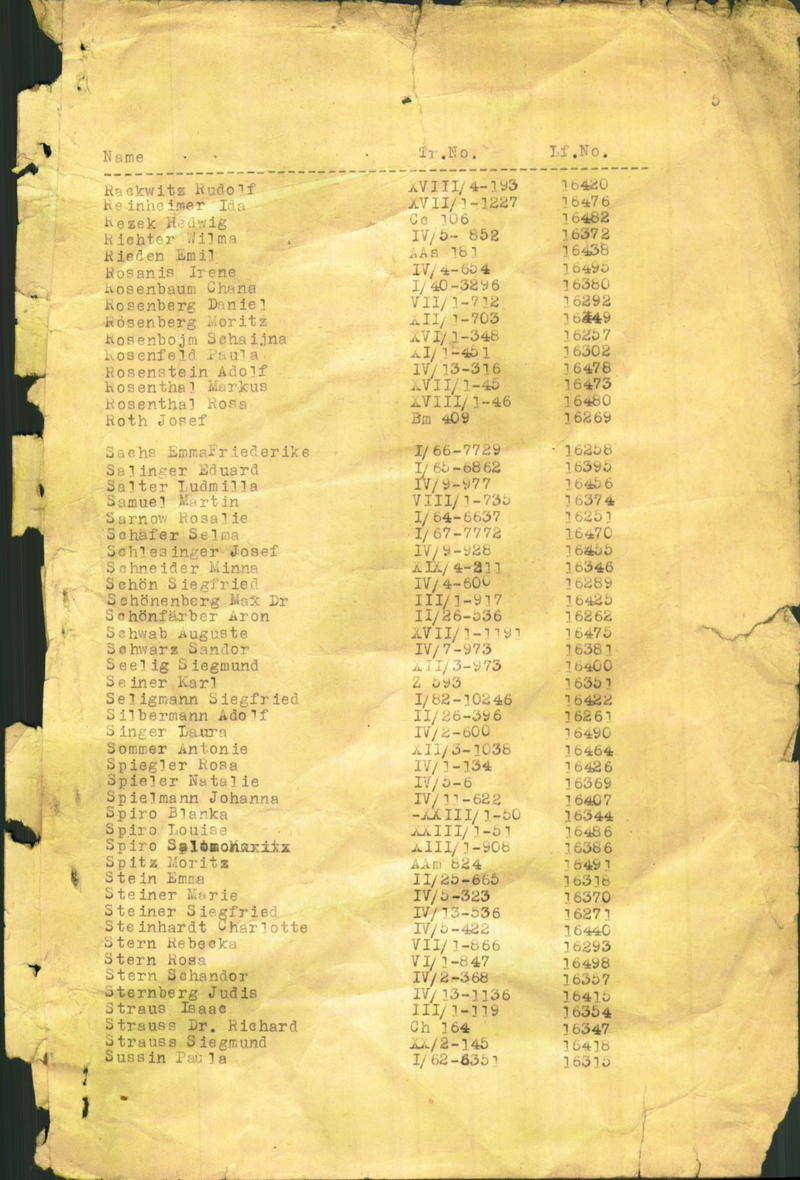 5
Name Tr.No. Lf.No.
Rackwitz Rudolf XVIII/4-193 16420
Reinheimer Ida XVII/1-1227 16476
Rezek Hedwig Cc 106 16482
Richter Wilma IV/5- 852 16372
Rieden Emil AAs 181 16438
Rosanis Irene IV/4-654 16495
Rosenbaum Chana I/40-3296 16380
Rosenberg Daniel VII/1-712 16292
Rosenberg Moritz XII/1-703 16449
Rosenbojm Schaijna XVI/1-348 16257
Rosenfeld Paula XI/1-451 16302
Rosenstein Adolf IV/13-316 16478
Rosenthal Markus XVII/1-45 16473
Rosenthal Rosa XVIII/1-46 16480
Roth Josef Bm 409 16269
Sachs EmmaFriederike I/66-7729 16258
Salinger Eduard I/65-6862 16395
Salter Ludmilla IV/9-977 16456
Samuel Martin VIII/1-735 16374
Sarnow Rosalie I/64-6637 16251
Schäfer Selma I/67-7772 16470
Schlesinger Josef IV/9-928 16455
Schneider Minna XIX/4-211 16346
Schön Siegfried IV/4-600 16289
Schönenberg Max Dr III/1-917 16425
Schönfärber Aron II/26-536 16262
Schwab Auguste XVII/1-1191 16475
Schwarz Sandor IV/7-973 16381
Seelig Siegmund XII/3-973 16400
Seiner Karl Z 593 16351
Seligmann Siegfried I/82-10246 16422
Silbermann Adolf II/26-396 16261
Singer Laura IV/2-600 16490
Sommer Antonie XII/3-1038 16464
Spiegler Rosa IV/1-134 16426
Spieler Natalie IV/5-6 16369
Spielmann Johanna IV/11-622 16407
Spiro Blanka -XXIII/1-50 16344
Spiro Louise XXIII/1-51 16486
Spiro XIII/1-908 16386
Spitz Moritz AAm 824 16491
Stein Emma II/25-665 16318
Steiner Marie IV/5-323 16370
Steiner Siegfried IV/13-536 16271
Steinhardt Charlotte IV/5-422 16440
Stern Rebecka VII/1-866 16293
Stern Rosa VI/1-847 16498
Stern Schandor IV/2-368 16357
Sternberg Judis IV/13-1136 16415
Straus Isaac III/1-119 16354
Strauss Dr. Richard Ch 164 16347
Strauss Siegmund XX/2-145 16418
Sussin Paula I/62-6351 16315